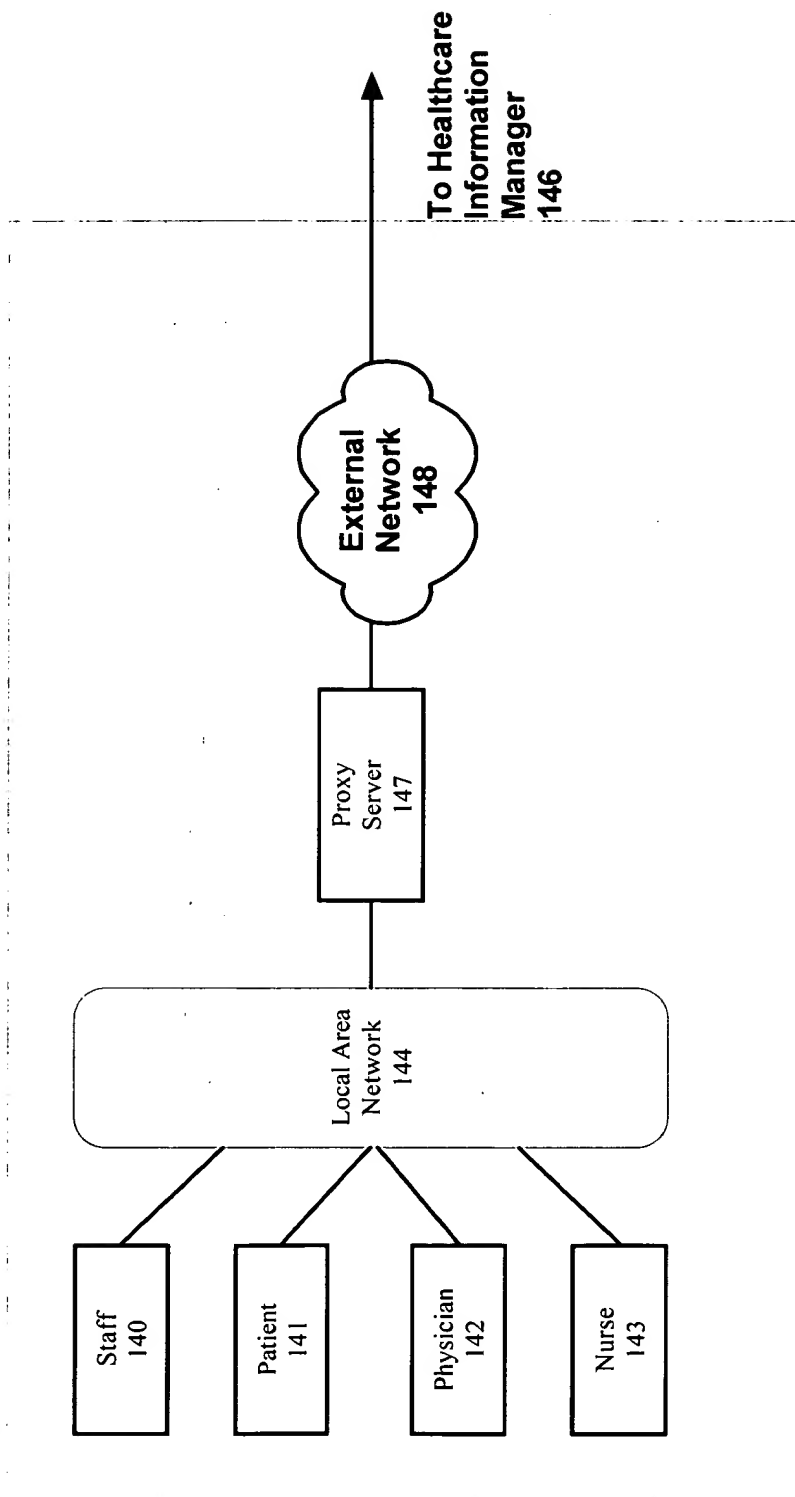 Staff
140
Patient
141
Physician
142
Nurse
143
Local Area
Network
144
Proxy
Server
147
External
Network
148
To Healthcare
Information
Manager
146